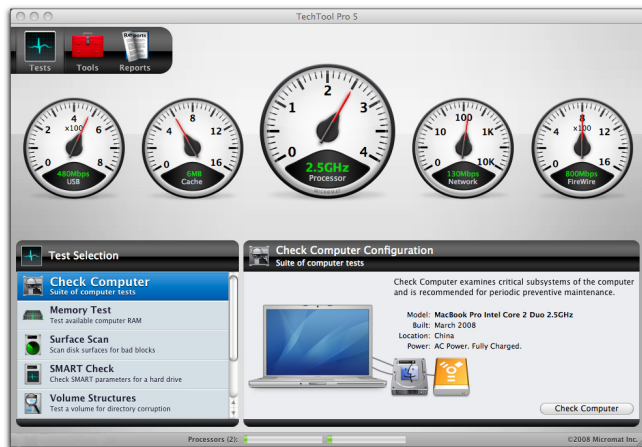 TechTool Pro 5
Tests
Tools
Reports
0 2 4 6 8
x100
480Mbps
USB
0 4 8 12 16
6MB
Cache
0 1 2 3 4
2.5GHz
Processor
MICROMAT
0 10 100 1K 10K
130Mbps
Network
0 4 8 12 16
x100
800Mbps
FireWire
Test Selection
Check Computer
Suite of computer tests
Memory Test
Test available computer RAM
Surface Scan
Scan disk surfaces for bad blocks
SMART Check
Check SMART parameters for a hard drive
Volume Structures
Test a volume for directory corruption
Check Computer Configuration
Suite of computer tests
Check Computer examines critical subsystems of the computer
and is recommended for periodic preventive maintenance.
Model: MacBook Pro Intel Core 2 Duo 2.5GHz
Built: March 2008
Location: China
Power: AC Power. Fully Charged.
Check Computer
Processors (2):
©2008 Micromat Inc.